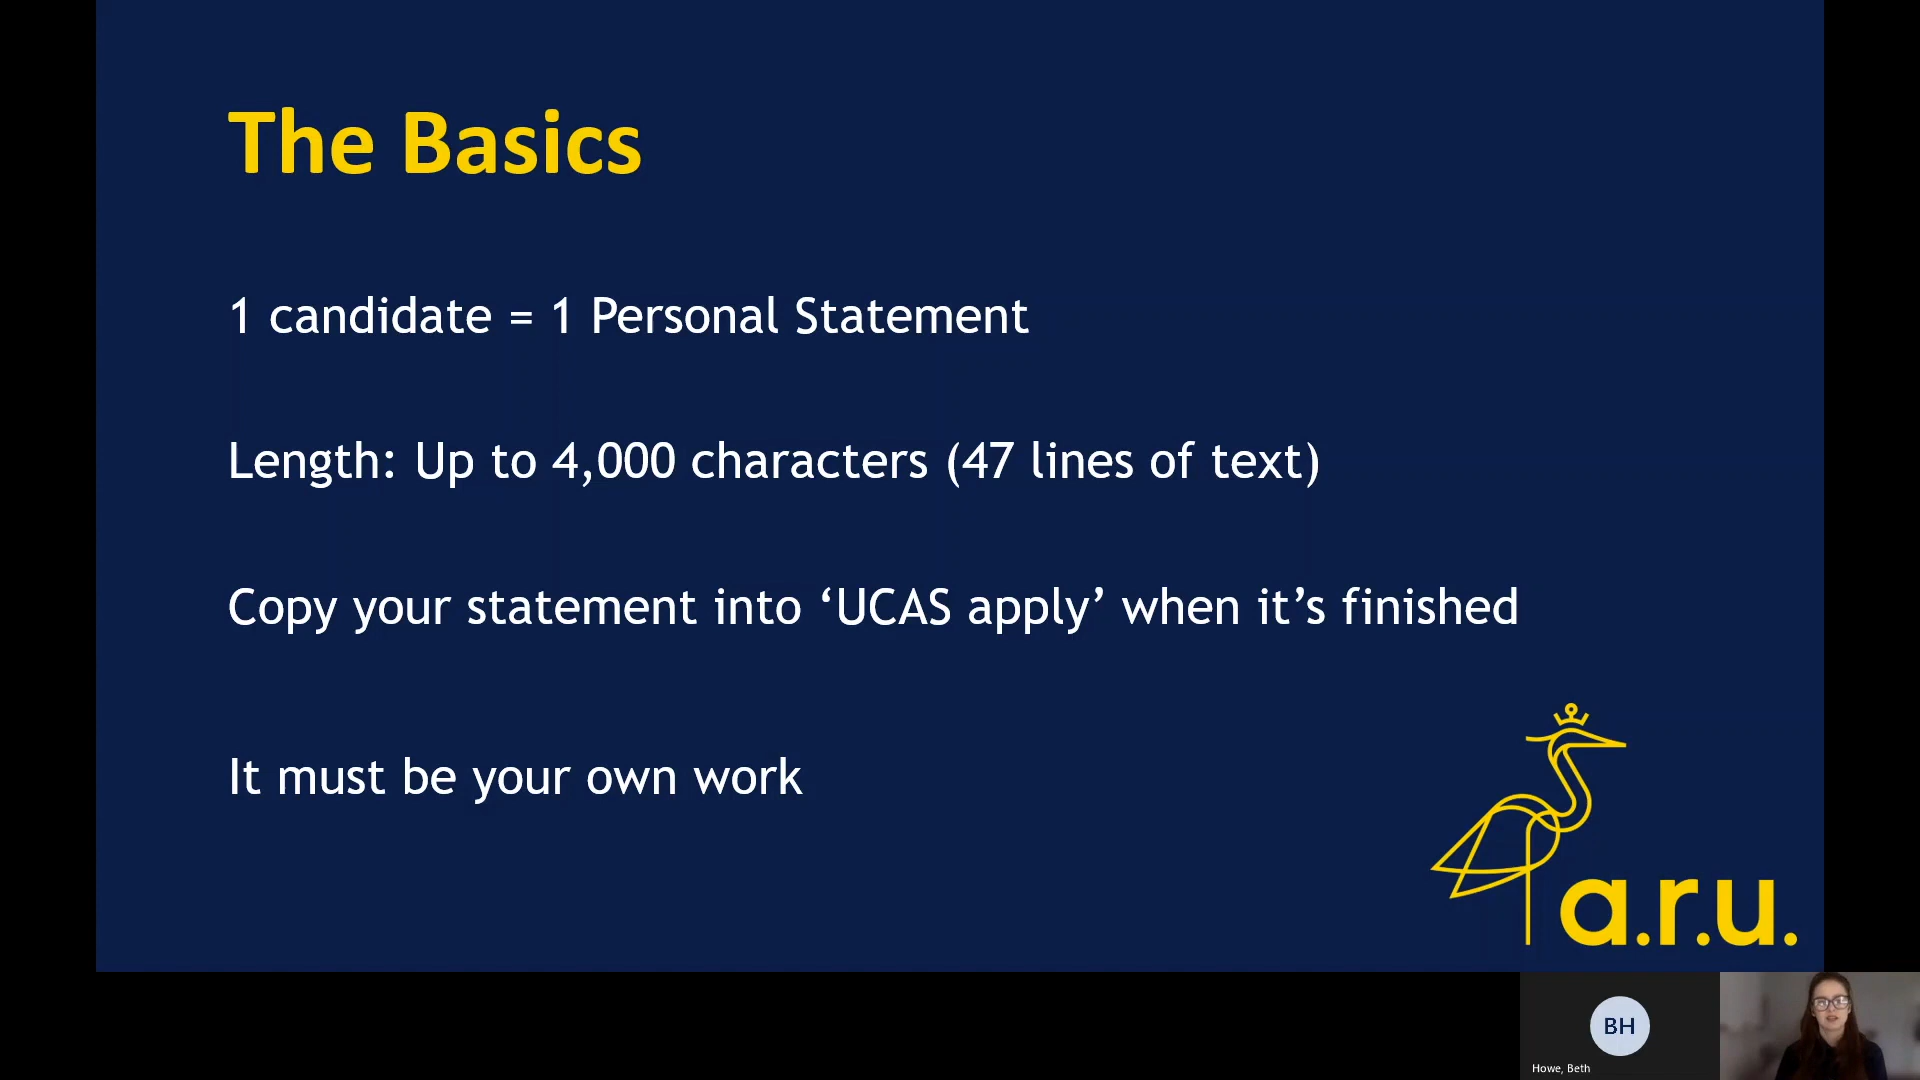 The Basics
1 candidate = 1 Personal Statement
Length: Up to 4,000 characters (47 lines of text)
Copy your statement into ‘UCAS apply’ when it’s finished
It must be your own work
a.r.u.
BH
Howe, Beth